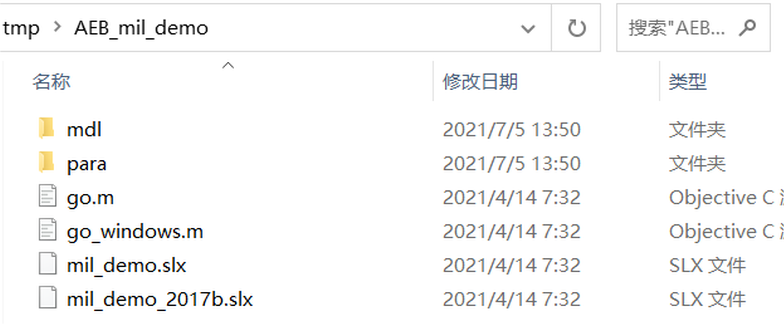 tmp > AEB_mil_demo 搜索"AEB...
名称 修改日期 类型
mdl 2021/7/5 13:50 文件夹
para 2021/7/5 13:50 文件夹
go.m 2021/4/14 7:32 Objective C
go_windows.m 2021/4/14 7:32 Objective C
mil_demo.slx 2021/4/14 7:32 SLX 文件
mil_demo_2017b.slx 2021/4/14 7:32 SLX 文件